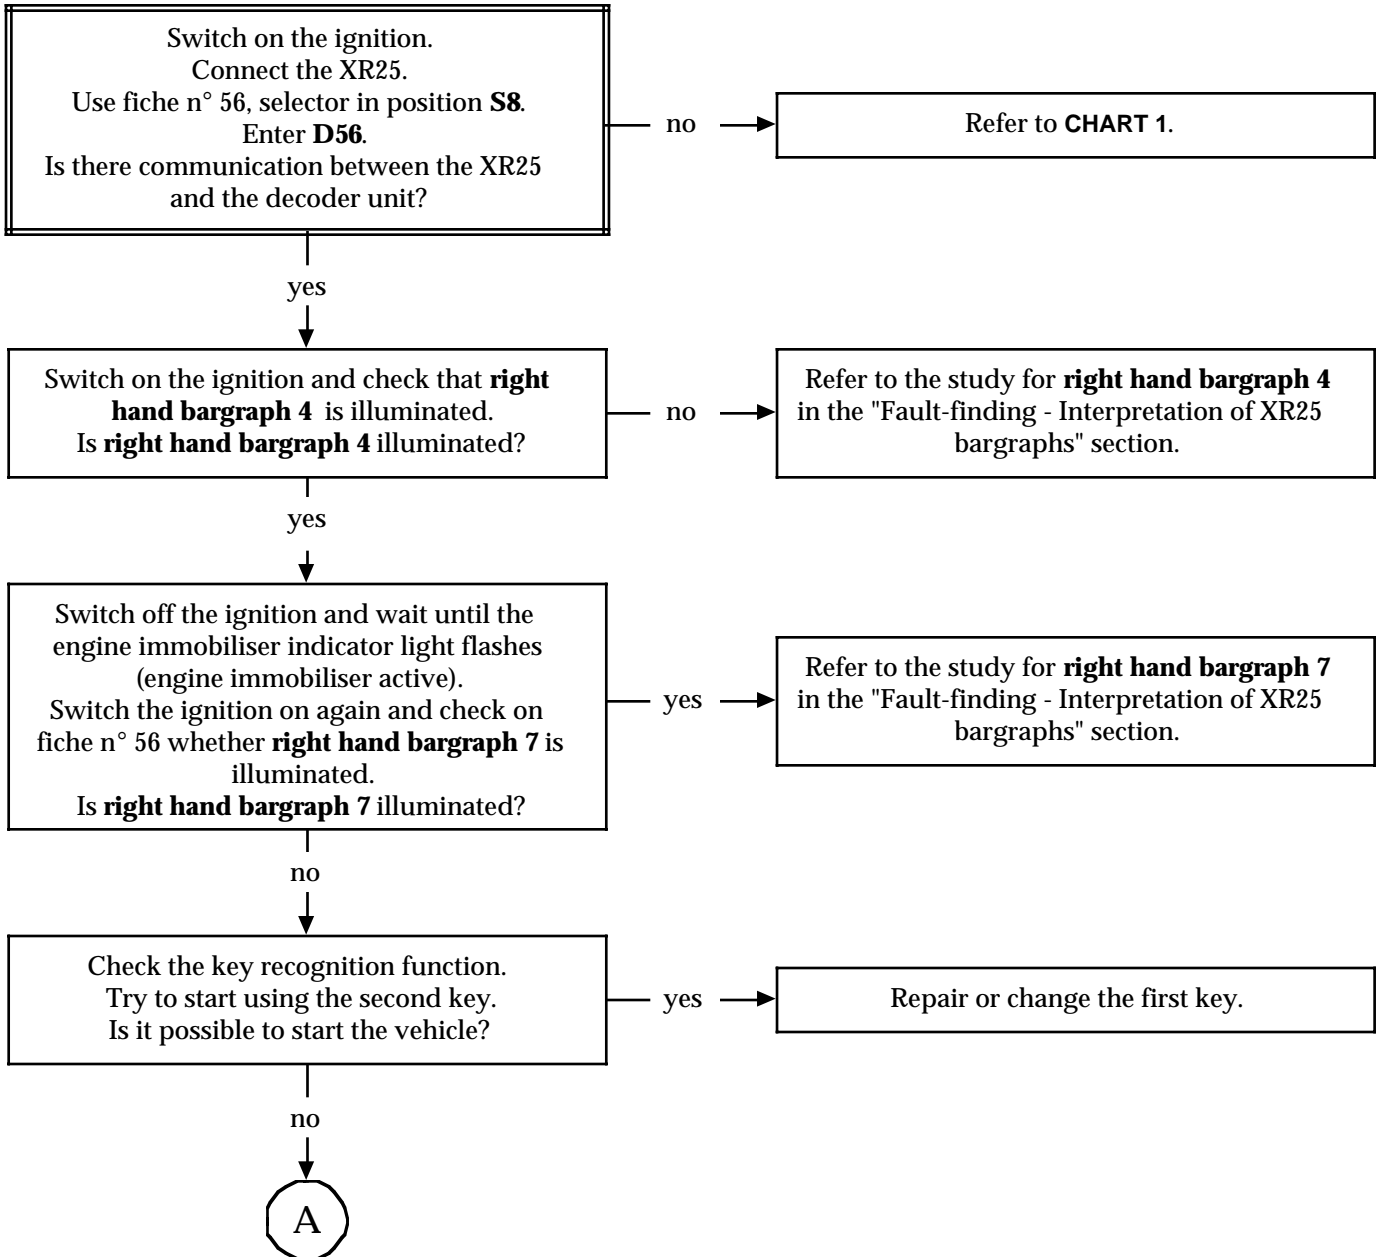 Switch on the ignition.
Connect the XR25.
Use fiche n° 56, selector in position S8.
Enter D56.
Is there communication between the XR25
and the decoder unit?
no
Refer to CHART 1.
yes
Switch on the ignition and check that right
hand bargraph 4 is illuminated.
Is right hand bargraph 4 illuminated?
no
Refer to the study for right hand bargraph 4
in the "Fault-finding - Interpretation of XR25
bargraphs" section.
yes
Switch off the ignition and wait until the
engine immobiliser indicator light flashes
(engine immobiliser active).
Switch the ignition on again and check on
fiche n° 56 whether right hand bargraph 7 is
illuminated.
Is right hand bargraph 7 illuminated?
yes
Refer to the study for right hand bargraph 7
in the "Fault-finding - Interpretation of XR25
bargraphs" section.
no
Check the key recognition function.
Try to start using the second key.
Is it possible to start the vehicle?
yes
Repair or change the first key.
no
A